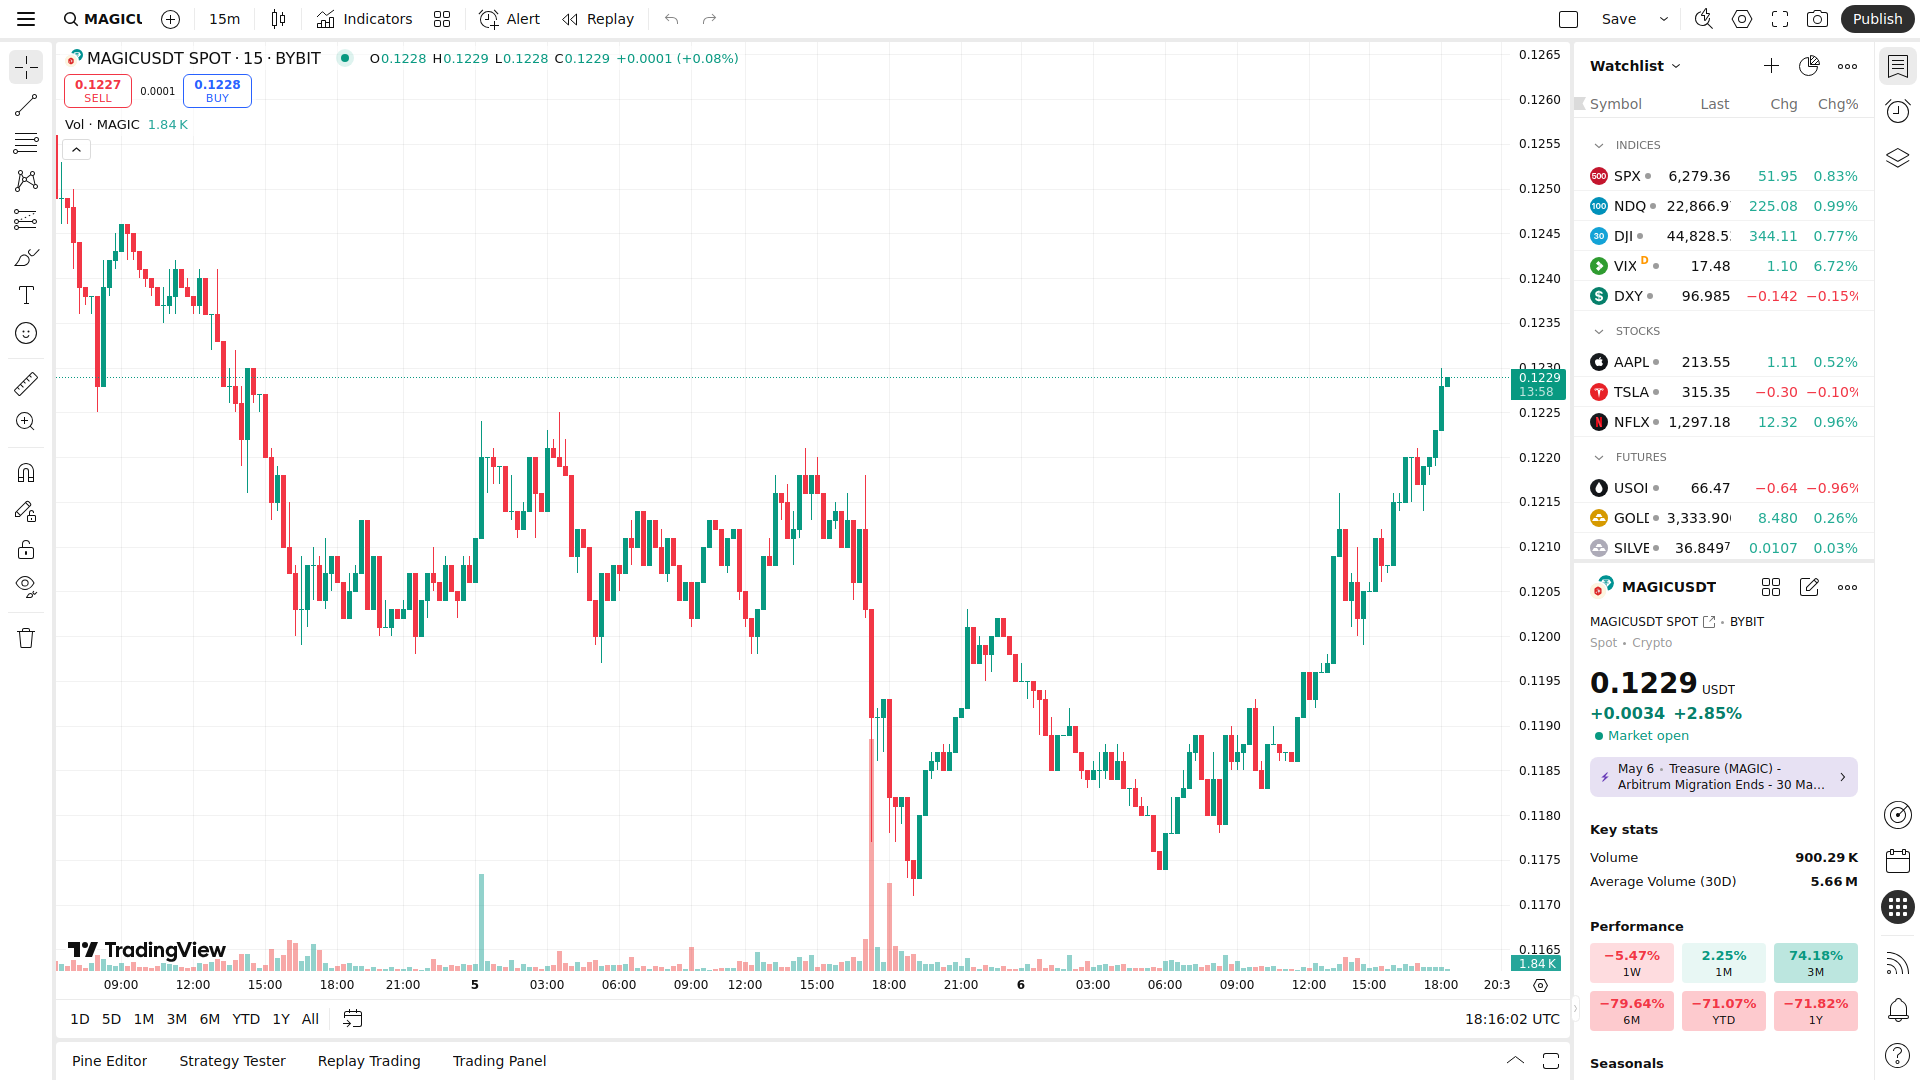 MAGICU
15m
Indicators
Alert
Replay
Save
Publish
MAGICUSDT SPOT · 15 · BYBIT
O0.1228 H0.1229 L0.1228 C0.1229 +0.0001 (+0.08%)
0.1227
SELL
0.0001
0.1228
BUY
Vol · MAGIC 1.84 K
0.1265
0.1260
0.1255
0.1250
0.1245
0.1240
0.1235
0.1230
0.1229
13:58
0.1225
0.1220
0.1215
0.1210
0.1205
0.1200
0.1195
0.1190
0.1185
0.1180
0.1175
0.1170
0.1165
1.84 K
TradingView
09:00 12:00 15:00 18:00 21:00 5 03:00 06:00 09:00 12:00 15:00 18:00 21:00 6 03:00 06:00 09:00 12:00 15:00 18:00 20:3
1D 5D 1M 3M 6M YTD 1Y All
18:16:02 UTC
Pine Editor Strategy Tester Replay Trading Trading Panel
Watchlist
Symbol Last Chg Chg%
INDICES
500 SPX 6,279.36 51.95 0.83%
100 NDQ 22,866.9 225.08 0.99%
30 DJI 44,828.5 344.11 0.77%
VIX D 17.48 1.10 6.72%
$ DXY 96.985 −0.142 −0.15%
STOCKS
AAPL 213.55 1.11 0.52%
TSLA 315.35 −0.30 −0.10%
NFLX 1,297.18 12.32 0.96%
FUTURES
USOI 66.47 −0.64 −0.96%
GOLD 3,333.90 8.480 0.26%
SILVE 36.849⁷ 0.0107 0.03%
MAGICUSDT
MAGICUSDT SPOT • BYBIT
Spot • Crypto
0.1229 USDT
+0.0034 +2.85%
Market open
May 6 • Treasure (MAGIC) -
Arbitrum Migration Ends - 30 Ma...
Key stats
Volume 900.29 K
Average Volume (30D) 5.66 M
Performance
−5.47% 2.25% 74.18%
1W 1M 3M
−79.64% −71.07% −71.82%
6M YTD 1Y
Seasonals